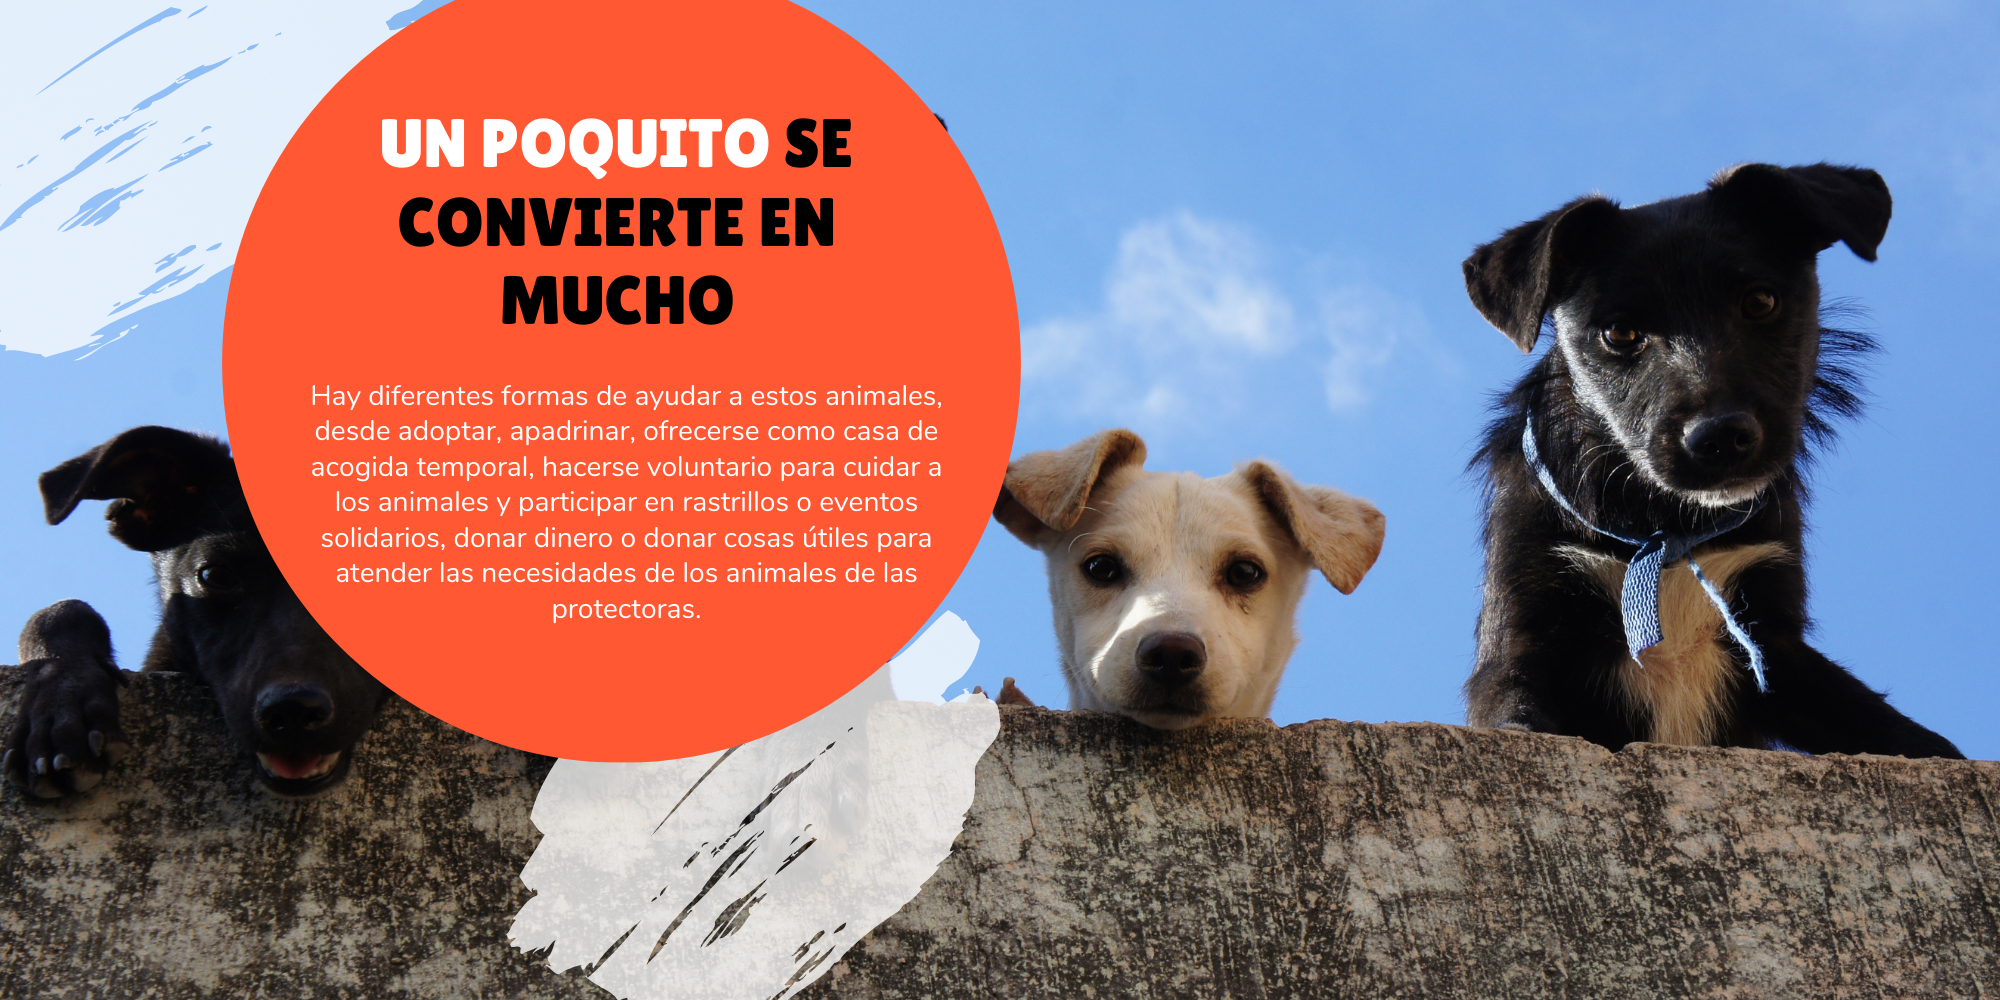 UN POQUITO SE
CONVIERTE EN
MUCHO
Hay diferentes formas de ayudar a estos animales,
desde adoptar, apadrinar, ofrecerse como casa de
acogida temporal, hacerse voluntario para cuidar a
los animales y participar en rastrillos o eventos
solidarios, donar dinero o donar cosas útiles para
atender las necesidades de los animales de las
protectoras.